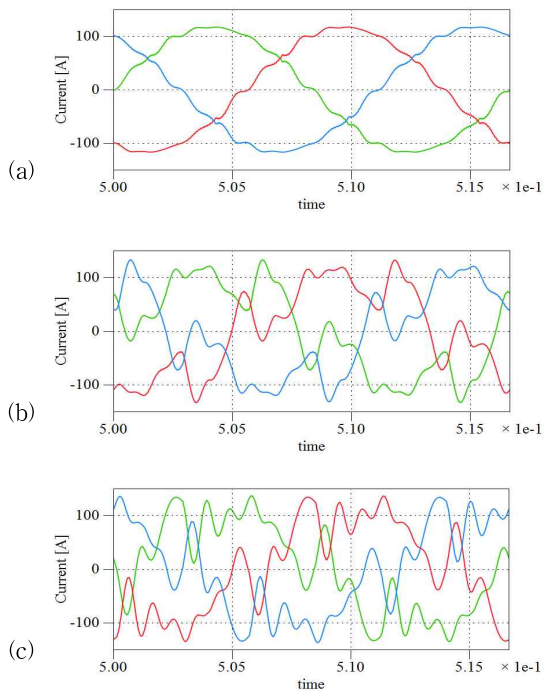 100
0
-100
Current [A]
(a)
5.00 5.05 5.10 5.15 × 1e-1
time
100
0
-100
Current [A]
(b)
5.00 5.05 5.10 5.15 × 1e-1
time
100
0
-100
Current [A]
(c)
5.00 5.05 5.10 5.15 × 1e-1
time